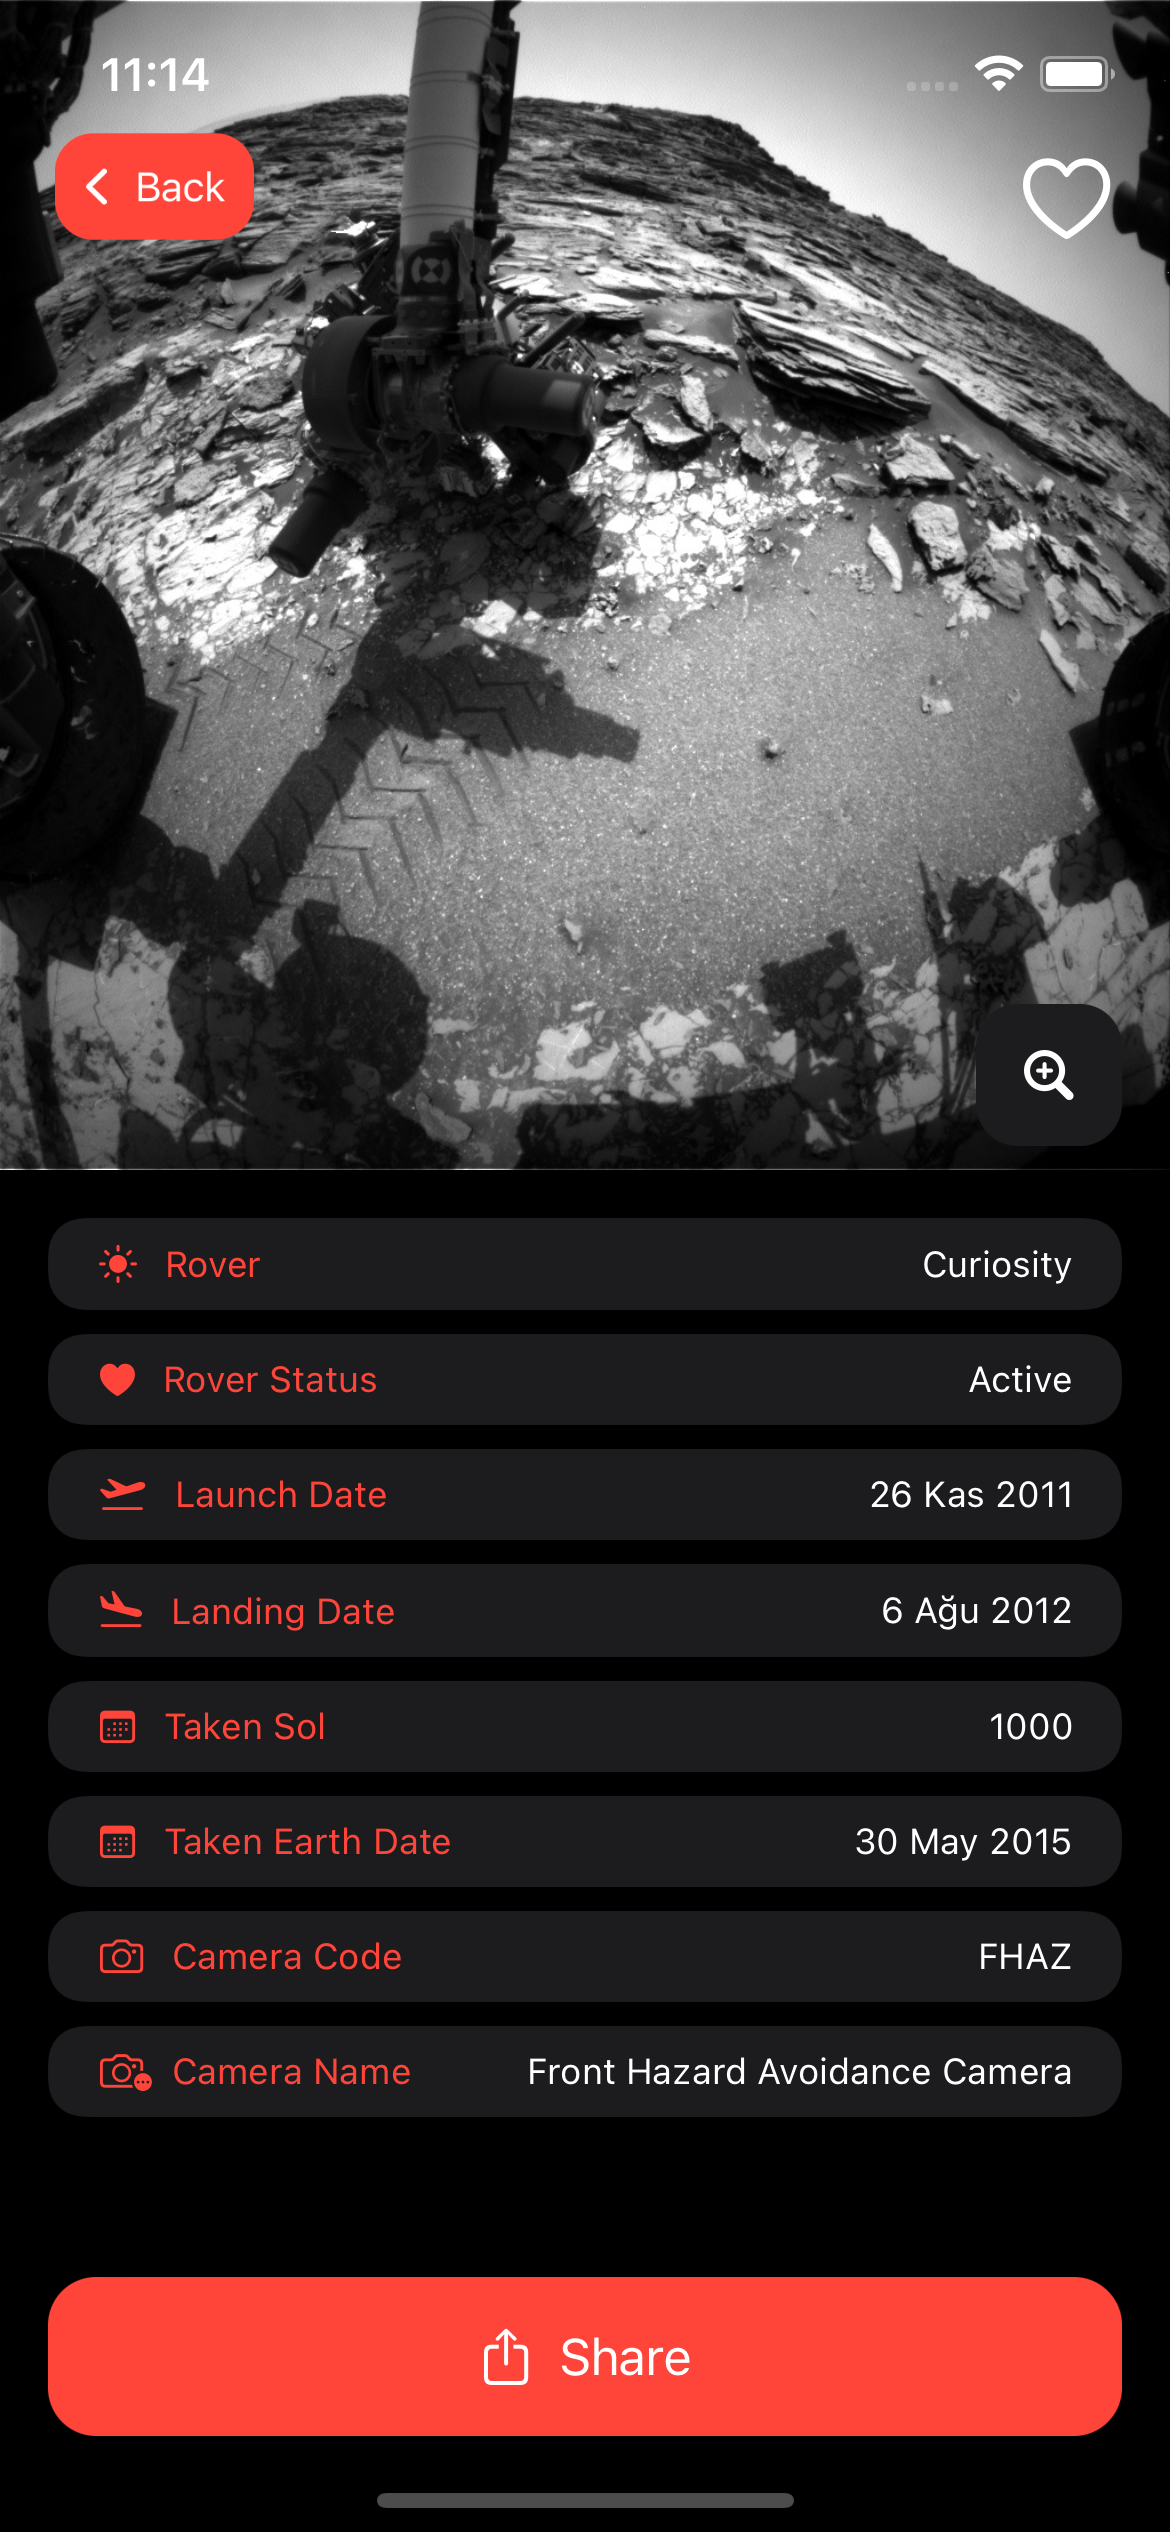 11:14
Back
Rover Curiosity
Rover Status Active
Launch Date 26 Kas 2011
Landing Date 6 Ağu 2012
Taken Sol 1000
Taken Earth Date 30 May 2015
Camera Code FHAZ
Camera Name Front Hazard Avoidance Camera
Share